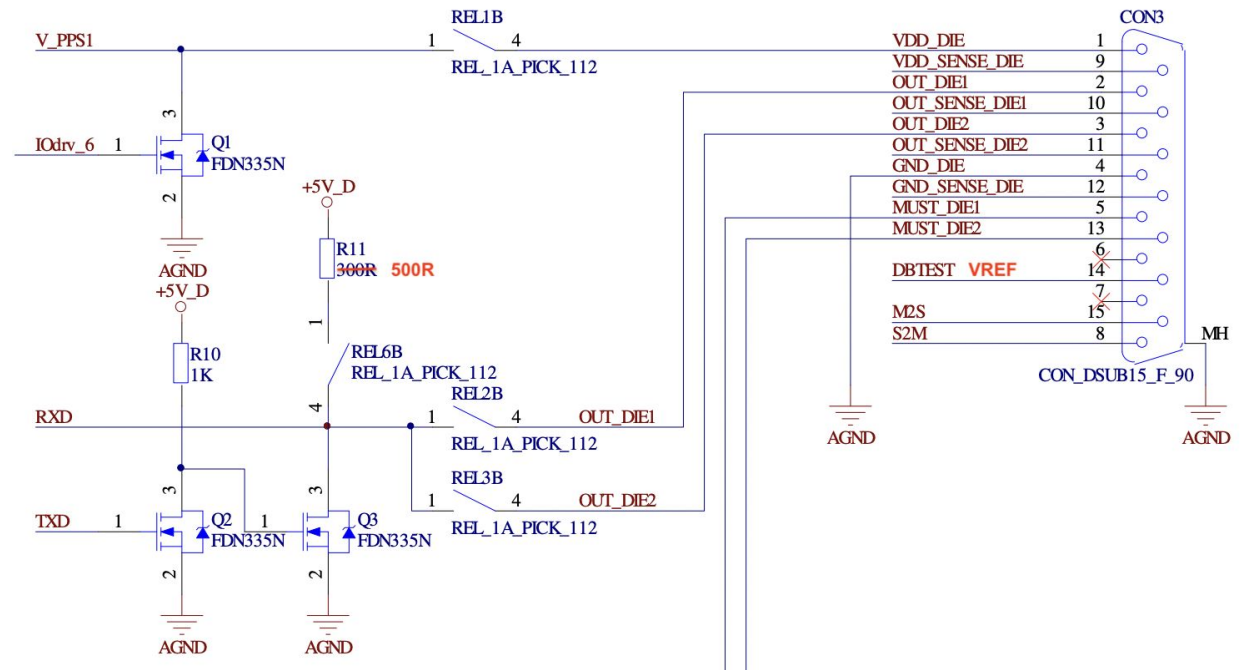 REL1B
CON3
V_PPS1
1
4
REL_1A_PICK_112
VDD_DIE
1
VDD_SENSE_DIE
9
OUT_DIE1
2
OUT_SENSE_DIE1
10
OUT_DIE2
3
OUT_SENSE_DIE2
11
GND_DIE
4
GND_SENSE_DIE
12
MUST_DIE1
5
MUST_DIE2
13
6
DBTEST VREF
14
7
M2S
15
S2M
8
MH
CON_DSUB15_F_90
AGND
AGND
3
IOdrv_6
1
Q1
FDN335N
2
AGND
+5V_D
R11
300R 500R
+5V_D
R10
1K
1
REL6B
REL_1A_PICK_112
4
RXD
REL2B
1
4
OUT_DIE1
REL_1A_PICK_112
REL3B
1
4
OUT_DIE2
REL_1A_PICK_112
TXD
1
3
Q2
FDN335N
2
AGND
1
3
Q3
FDN335N
2
AGND